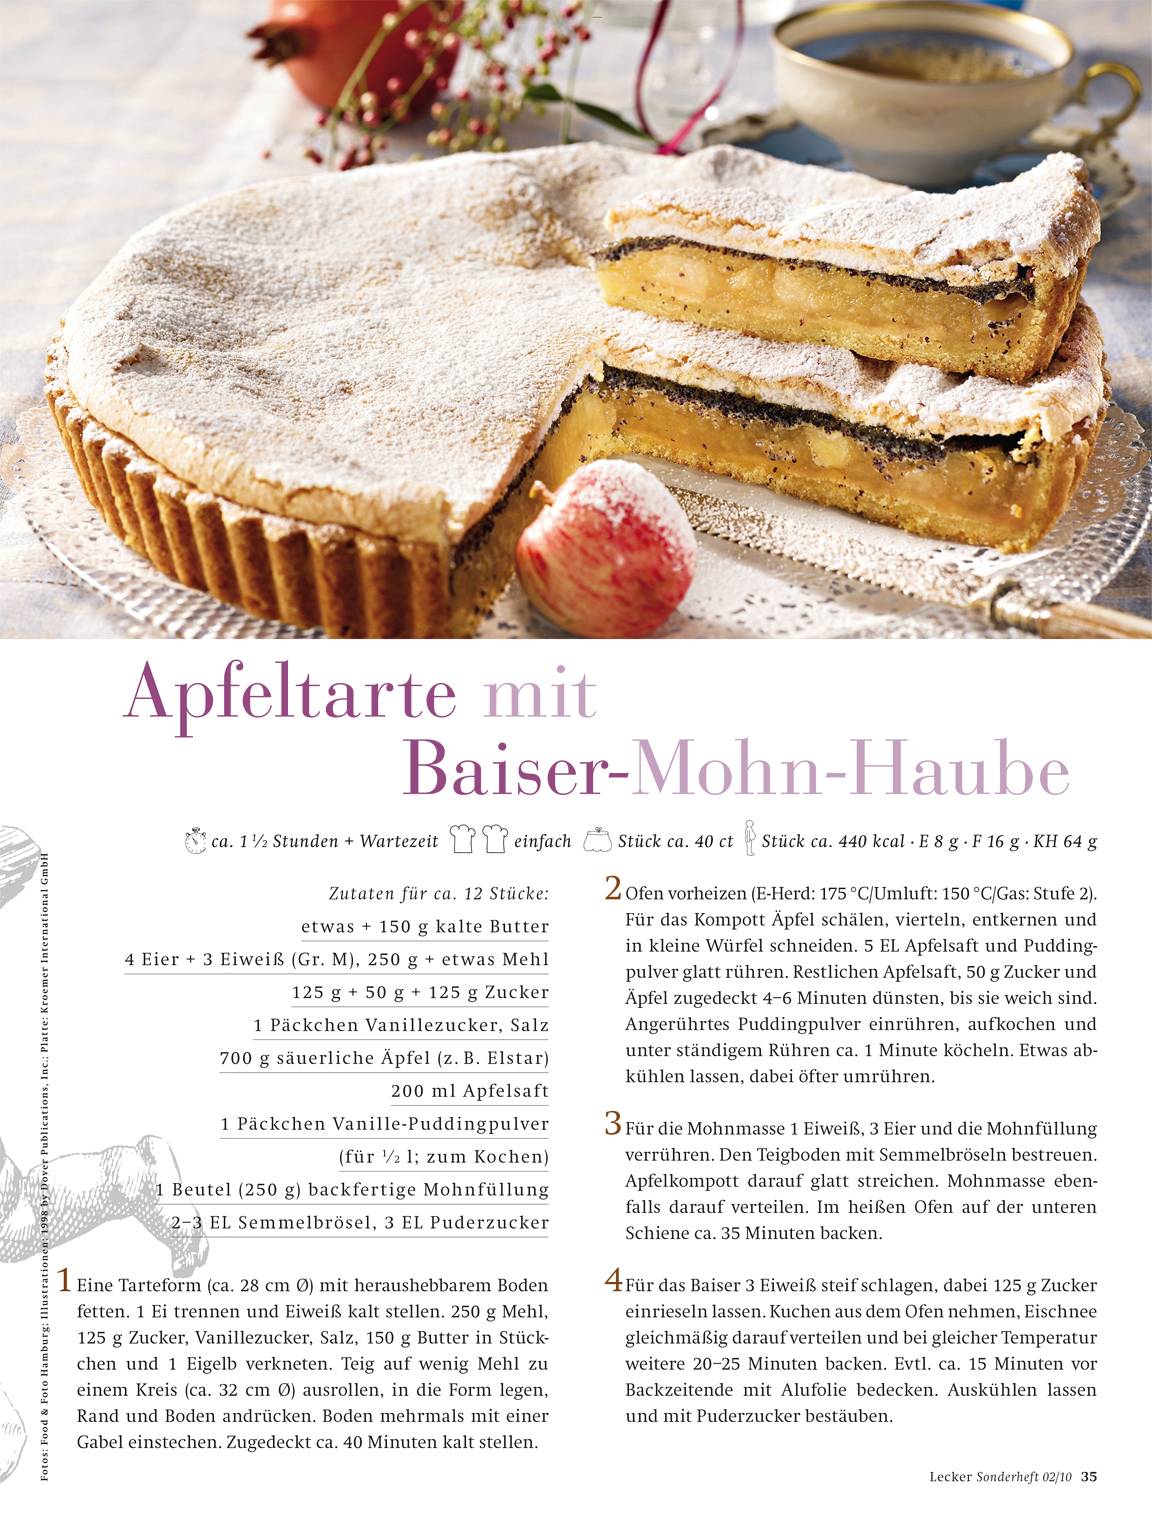 Apfeltarte mit
Baiser-Mohn-Haube
ca. 1 ½ Stunden + Wartezeit einfach Stück ca. 40 ct Stück ca. 440 kcal · E 8 g · F 16 g · KH 64 g
Zutaten für ca. 12 Stücke:
etwas + 150 g kalte Butter
4 Eier + 3 Eiweiß (Gr. M), 250 g + etwas Mehl
125 g + 50 g + 125 g Zucker
1 Päckchen Vanillezucker, Salz
700 g säuerliche Äpfel (z. B. Elstar)
200 ml Apfelsaft
1 Päckchen Vanille-Puddingpulver
(für ½ l; zum Kochen)
1 Beutel (250 g) backfertige Mohnfüllung
2–3 EL Semmelbrösel, 3 EL Puderzucker
1 Eine Tarteform (ca. 28 cm Ø) mit heraushebbarem Boden
fetten. 1 Ei trennen und Eiweiß kalt stellen. 250 g Mehl,
125 g Zucker, Vanillezucker, Salz, 150 g Butter in Stück-
chen und 1 Eigelb verkneten. Teig auf wenig Mehl zu
einem Kreis (ca. 32 cm Ø) ausrollen, in die Form legen,
Rand und Boden andrücken. Boden mehrmals mit einer
Gabel einstechen. Zugedeckt ca. 40 Minuten kalt stellen.
2 Ofen vorheizen (E-Herd: 175 °C/Umluft: 150 °C/Gas: Stufe 2).
Für das Kompott Äpfel schälen, vierteln, entkernen und
in kleine Würfel schneiden. 5 EL Apfelsaft und Pudding-
pulver glatt rühren. Restlichen Apfelsaft, 50 g Zucker und
Äpfel zugedeckt 4–6 Minuten dünsten, bis sie weich sind.
Angerührtes Puddingpulver einrühren, aufkochen und
unter ständigem Rühren ca. 1 Minute köcheln. Etwas ab-
kühlen lassen, dabei öfter umrühren.
3 Für die Mohnmasse 1 Eiweiß, 3 Eier und die Mohnfüllung
verrühren. Den Teigboden mit Semmelbröseln bestreuen.
Apfelkompott darauf glatt streichen. Mohnmasse eben-
falls darauf verteilen. Im heißen Ofen auf der unteren
Schiene ca. 35 Minuten backen.
4 Für das Baiser 3 Eiweiß steif schlagen, dabei 125 g Zucker
einrieseln lassen. Kuchen aus dem Ofen nehmen, Eischnee
gleichmäßig darauf verteilen und bei gleicher Temperatur
weitere 20–25 Minuten backen. Evtl. ca. 15 Minuten vor
Backzeitende mit Alufolie bedecken. Auskühlen lassen
und mit Puderzucker bestäuben.
Fotos: Food & Foto Hamburg; Illustrationen: 1998 by Dover Publications, Inc.; Platte: Kroemer International GmbH
Lecker Sonderheft 02/10 35